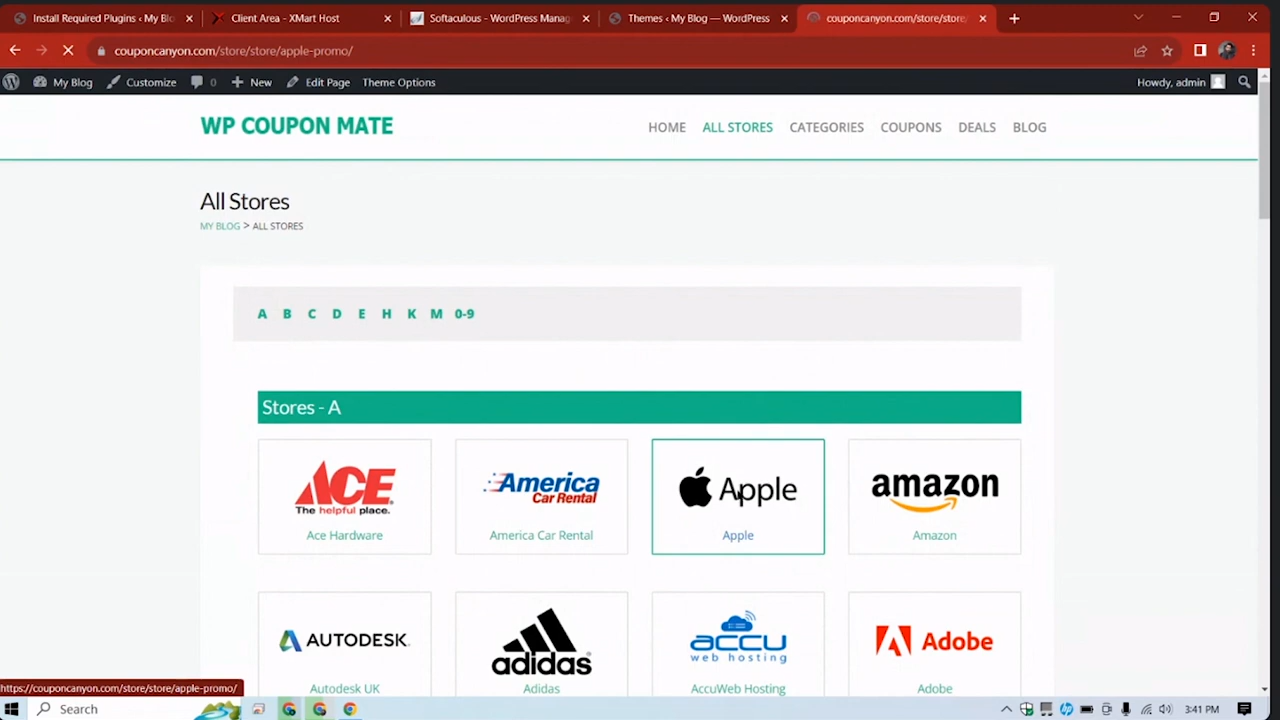 Install Required Plugins ‹ My Blo
Client Area - XMart Host
Softaculous - WordPress Manag
Themes ‹ My Blog — WordPress
couponcanyon.com/store/store/
couponcanyon.com/store/store/apple-promo/
My Blog
Customize
0
New
Edit Page
Theme Options
Howdy, admin
WP COUPON MATE
HOME
ALL STORES
CATEGORIES
COUPONS
DEALS
BLOG
All Stores
MY BLOG > ALL STORES
A B C D E H K M 0-9
Stores - A
ACE
The helpful place.
Ace Hardware
America
Car Rental
America Car Rental
Apple
Apple
amazon
Amazon
AUTODESK.
Autodesk UK
adidas
Adidas
accu
web hosting
AccuWeb Hosting
Adobe
Adobe
https://couponcanyon.com/store/store/apple-promo/
Search
3:41 PM